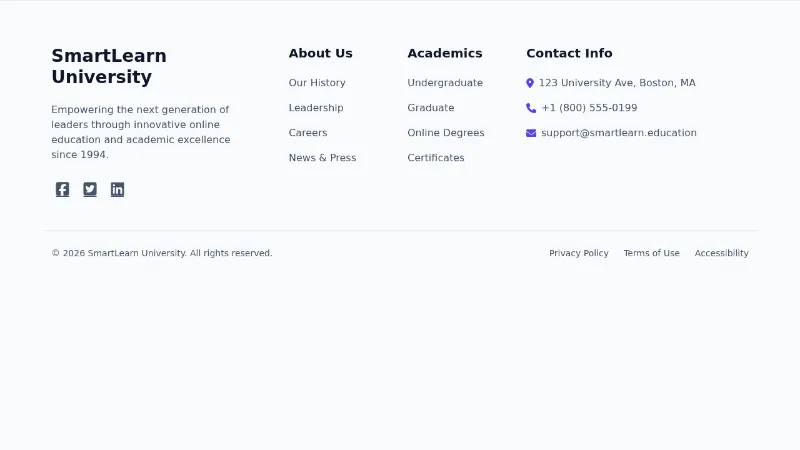 SmartLearn
University
Empowering the next generation of
leaders through innovative online
education and academic excellence
since 1994.
About Us
Our History
Leadership
Careers
News & Press
Academics
Undergraduate
Graduate
Online Degrees
Certificates
Contact Info
123 University Ave, Boston, MA
+1 (800) 555-0199
support@smartlearn.education
© 2026 SmartLearn University. All rights reserved.
Privacy Policy
Terms of Use
Accessibility